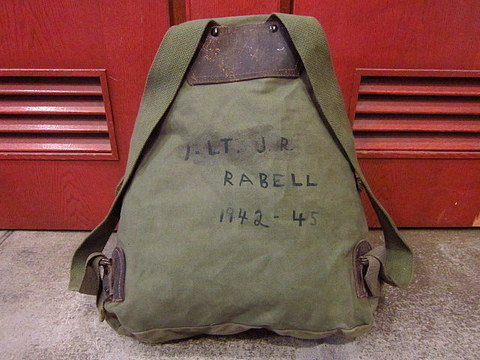 1. LT. J.R.
RABELL
1942 - 45